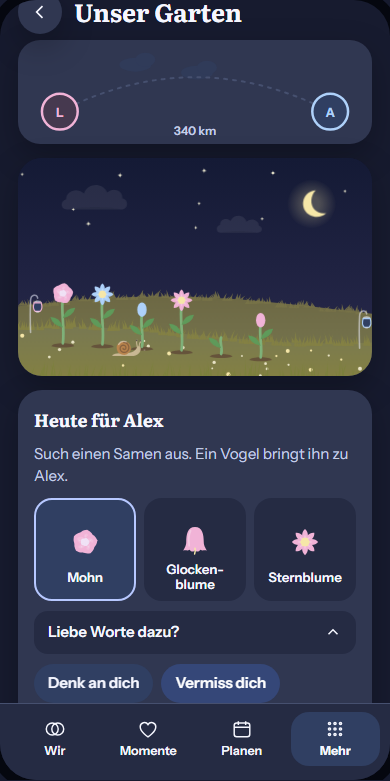 Unser Garten
L
A
340 km
Heute für Alex
Such einen Samen aus. Ein Vogel bringt ihn zu
Alex.
Mohn
Glocken-
blume
Sternblume
Liebe Worte dazu?
Denk an dich
Vermiss dich
Wir
Momente
Planen
Mehr